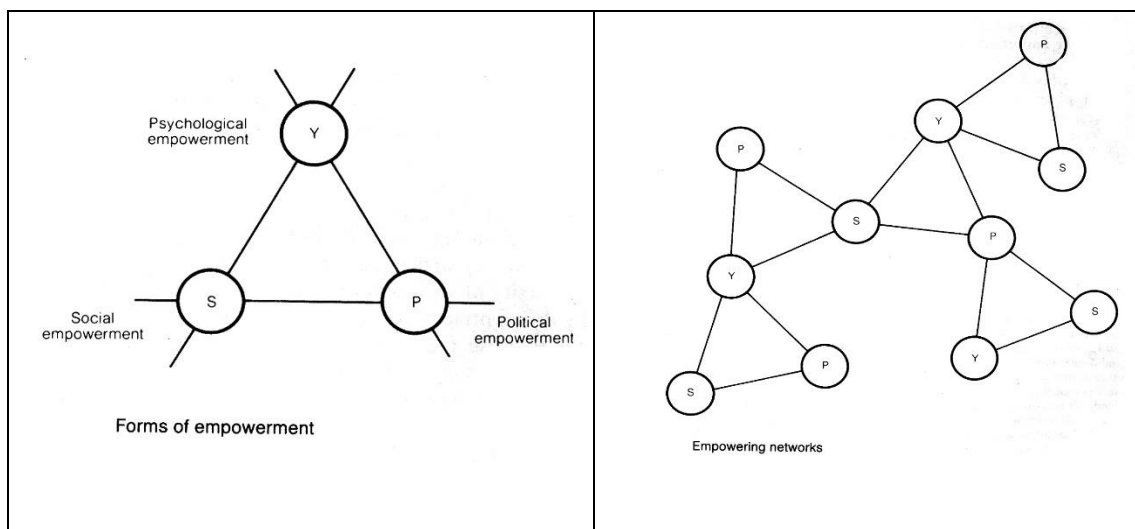 Psychological
empowerment
Y
S
P
Social
empowerment
Political
empowerment
Forms of empowerment
P
Y
P
S
S
P
Y
S
Y
P
S
Empowering networks